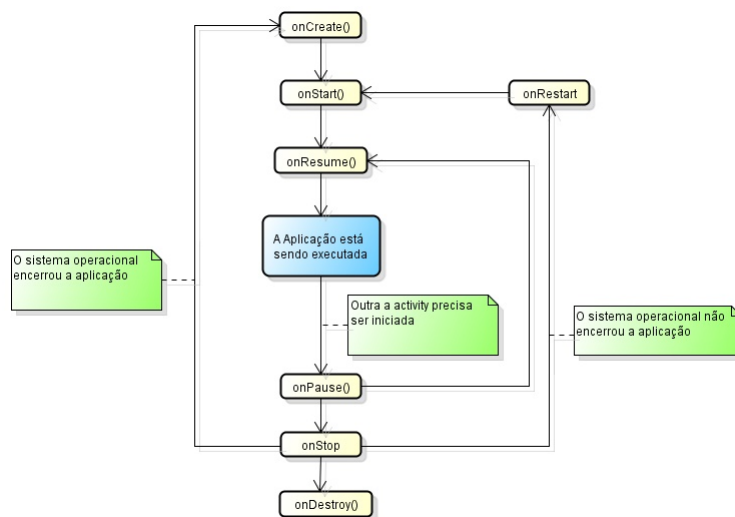 onCreate()
onStart()
onRestart
onResume()
A Aplicação está
sendo executada
O sistema operacional
encerrou a aplicação
Outra a activity precisa
ser iniciada
O sistema operacional não
encerrou a aplicação
onPause()
onStop
onDestroy()